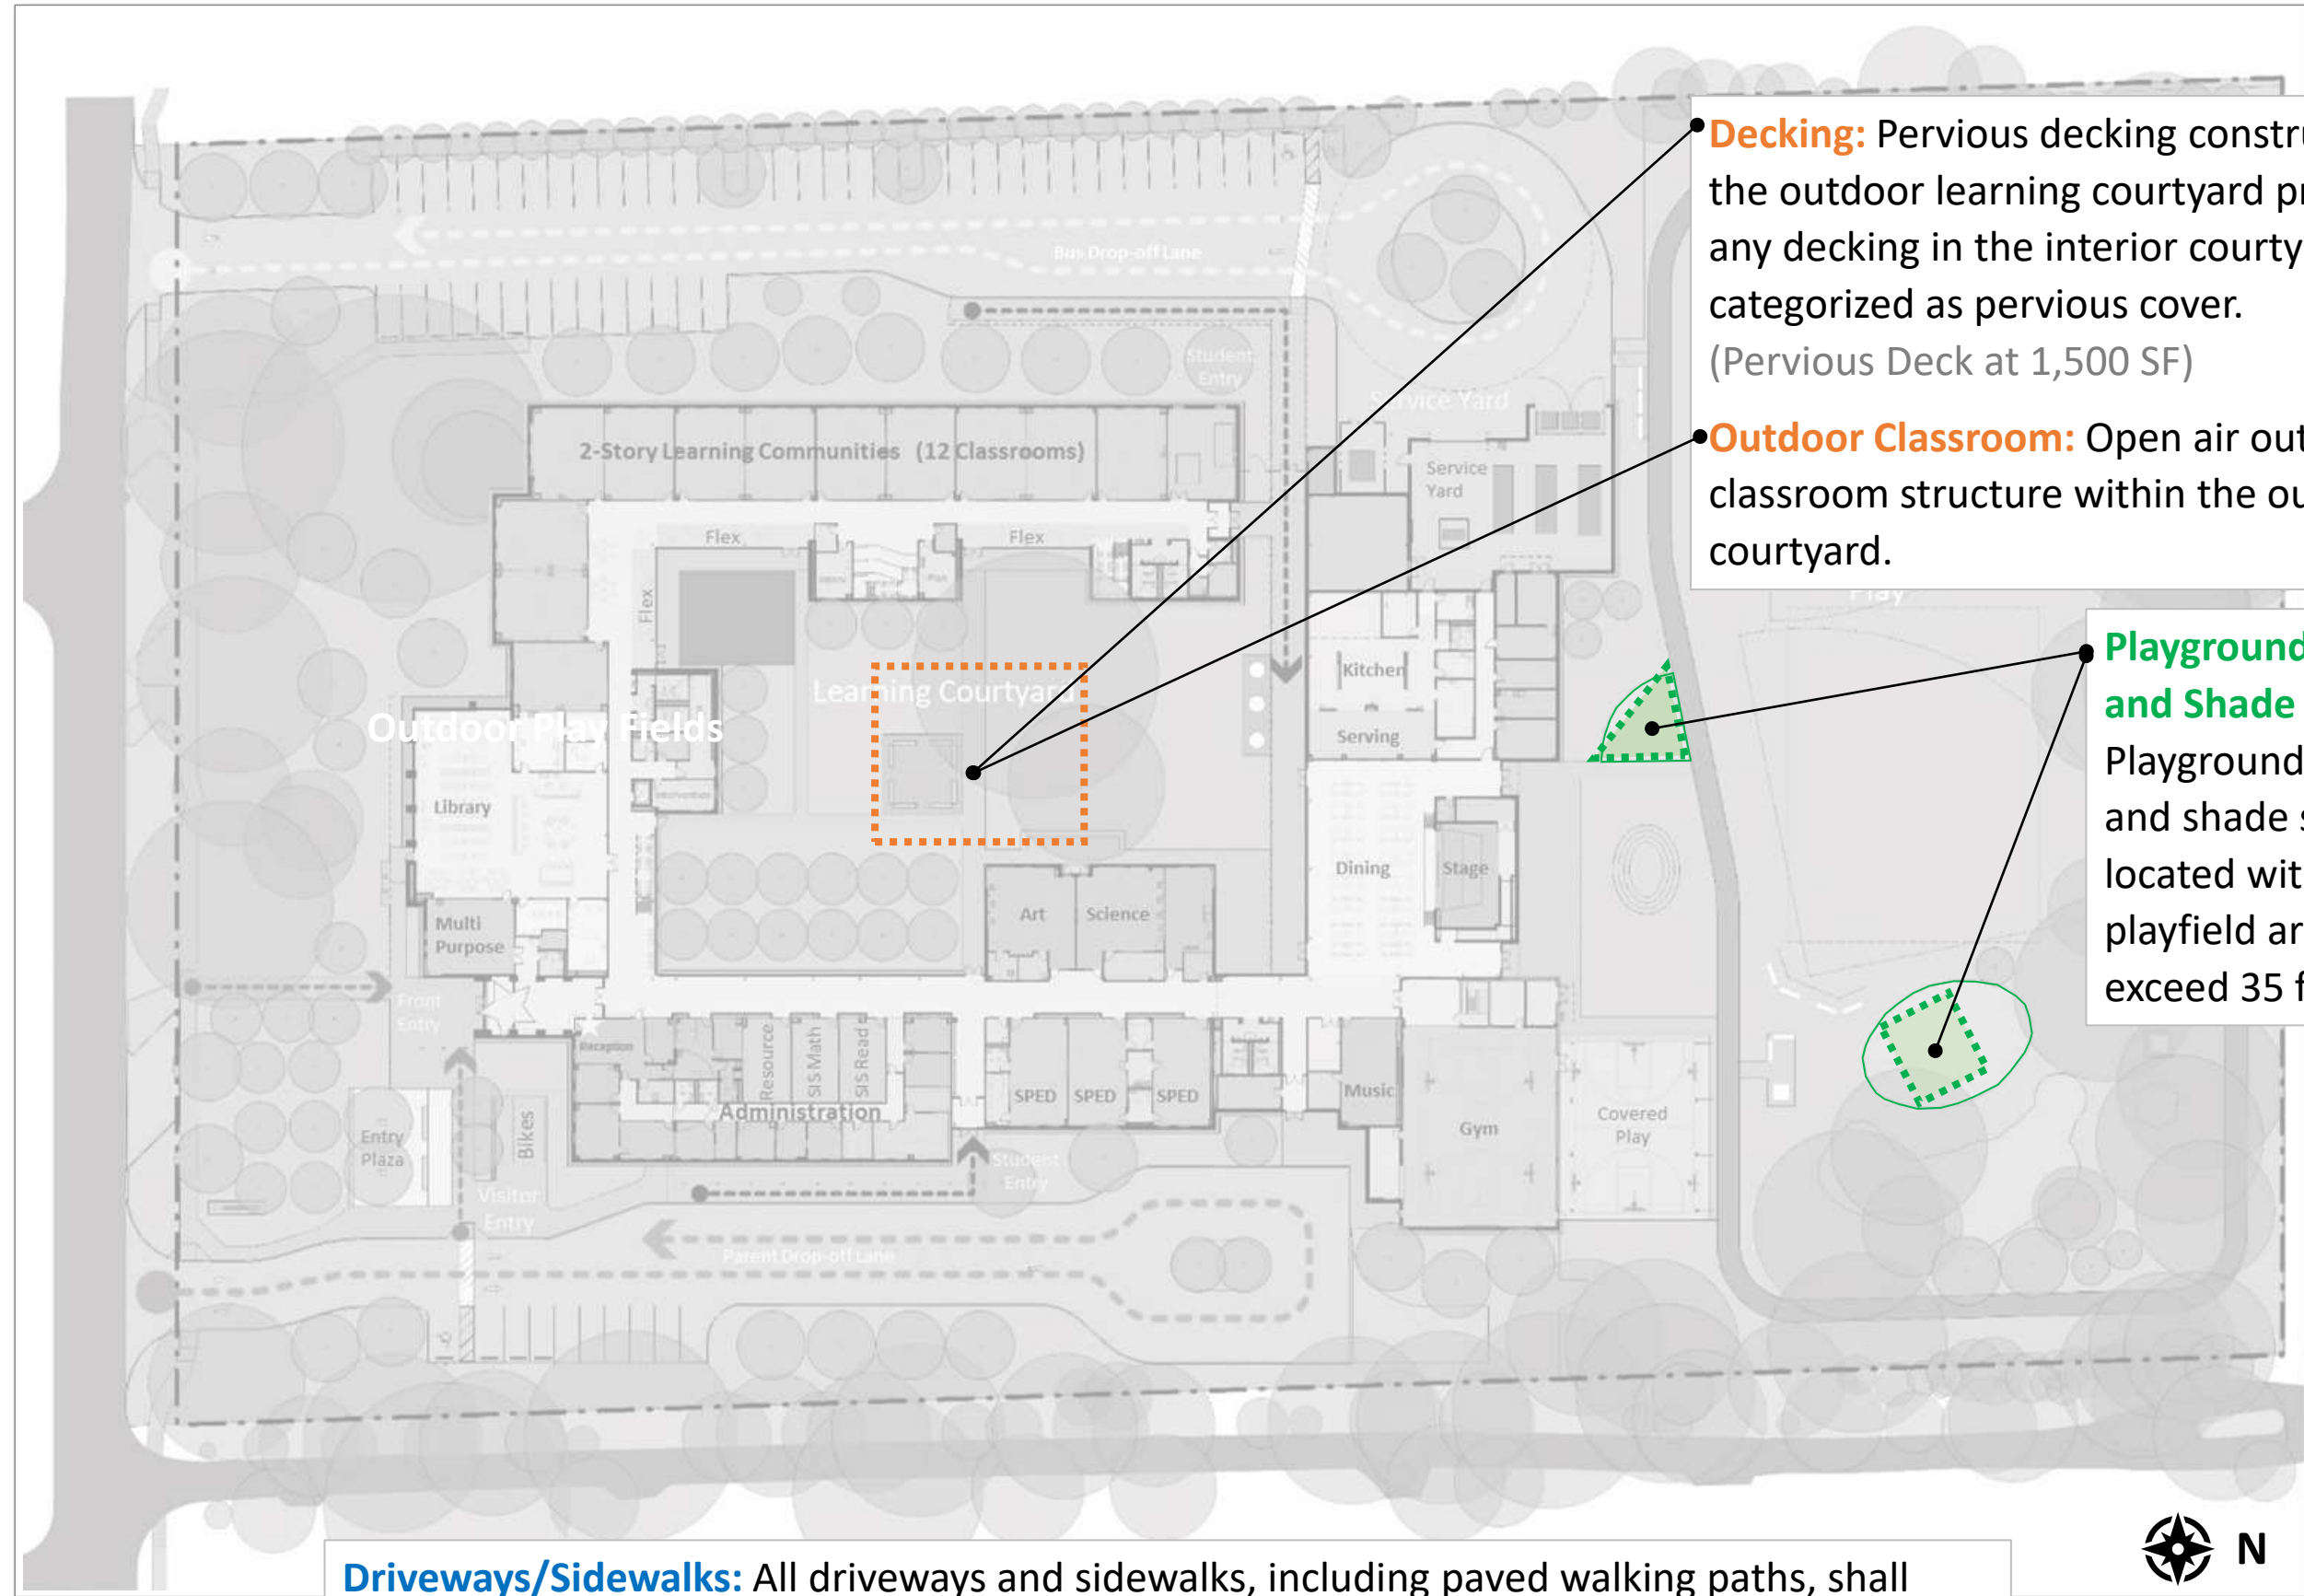 Decking: Pervious decking constru
the outdoor learning courtyard pr
any decking in the interior courty
categorized as pervious cover.
(Pervious Deck at 1,500 SF)
Outdoor Classroom: Open air out
classroom structure within the ou
courtyard.
Bus Drop-off Lane
Student
Entry
Service Yard
2-Story Learning Communities (12 Classrooms)
Service
Yard
Flex
Flex
Flex
Play
Playground
and Shade
Playground
and shade s
located wit
playfield ar
exceed 35 f
Kitchen
Learning Courtyard
Outdoor Play Fields
Serving
Library
Dining
Stage
Art
Science
Multi
Purpose
Front
Entry
Reception
Resource
SIS Math
SIS Read
SPED
SPED
SPED
Music
Administration
Bikes
Entry
Plaza
Gym
Covered
Play
Student
Entry
Visitor
Entry
Parent Drop-off Lane
N
Driveways/Sidewalks: All driveways and sidewalks, including paved walking paths, shall